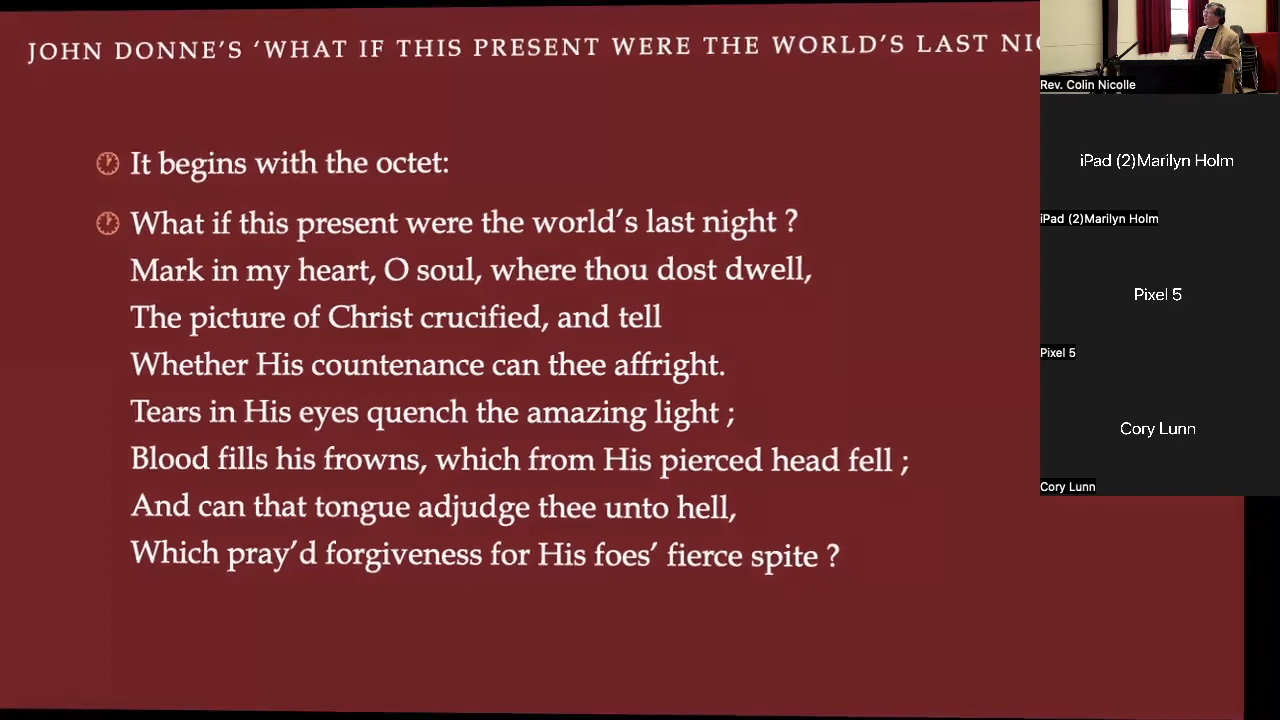 JOHN DONNE'S 'WHAT IF THIS PRESENT WERE THE WORLD'S LAST
It begins with the octet:
What if this present were the world's last night ?
Mark in my heart, O soul, where thou dost dwell,
The picture of Christ crucified, and tell
Whether His countenance can thee affright.
Tears in His eyes quench the amazing light ;
Blood fills his frowns, which from His pierced head fell ;
And can that tongue adjudge thee unto hell,
Which pray'd forgiveness for His foes' fierce spite ?
Rev. Colin Nicolle
iPad (2)Marilyn Holm
iPad (2)Marilyn Holm
Pixel 5
Pixel 5
Cory Lunn
Cory Lunn